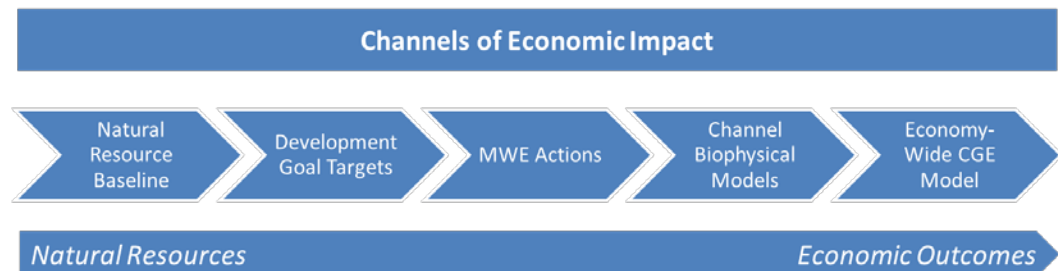 Channels of Economic Impact
Natural
Resource
Baseline
Development
Goal Targets
MWE Actions
Channel
Biophysical
Models
Economy-
Wide CGE
Model
Natural Resources
Economic Outcomes